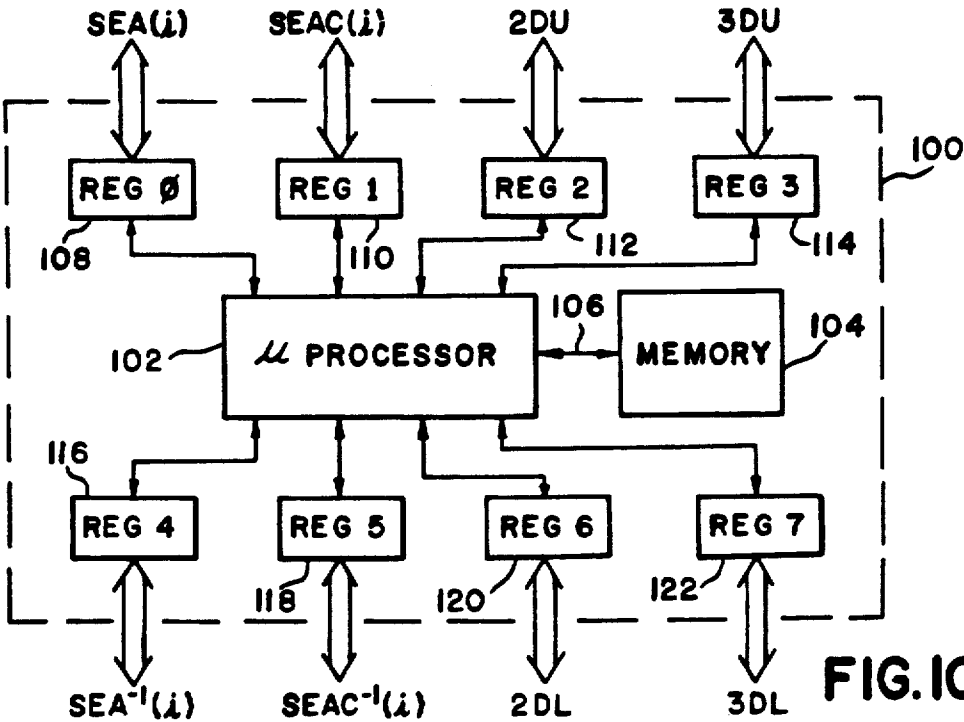 SEA(i) SEAC(i) 2DU 3DU
100
REG Ø REG 1 REG 2 REG 3
108 110 112 114
106
102 μ PROCESSOR MEMORY 104
116
REG 4 REG 5 REG 6 REG 7
118 120 122
SEA⁻¹(i) SEAC⁻¹(i) 2DL 3DL
FIG.10